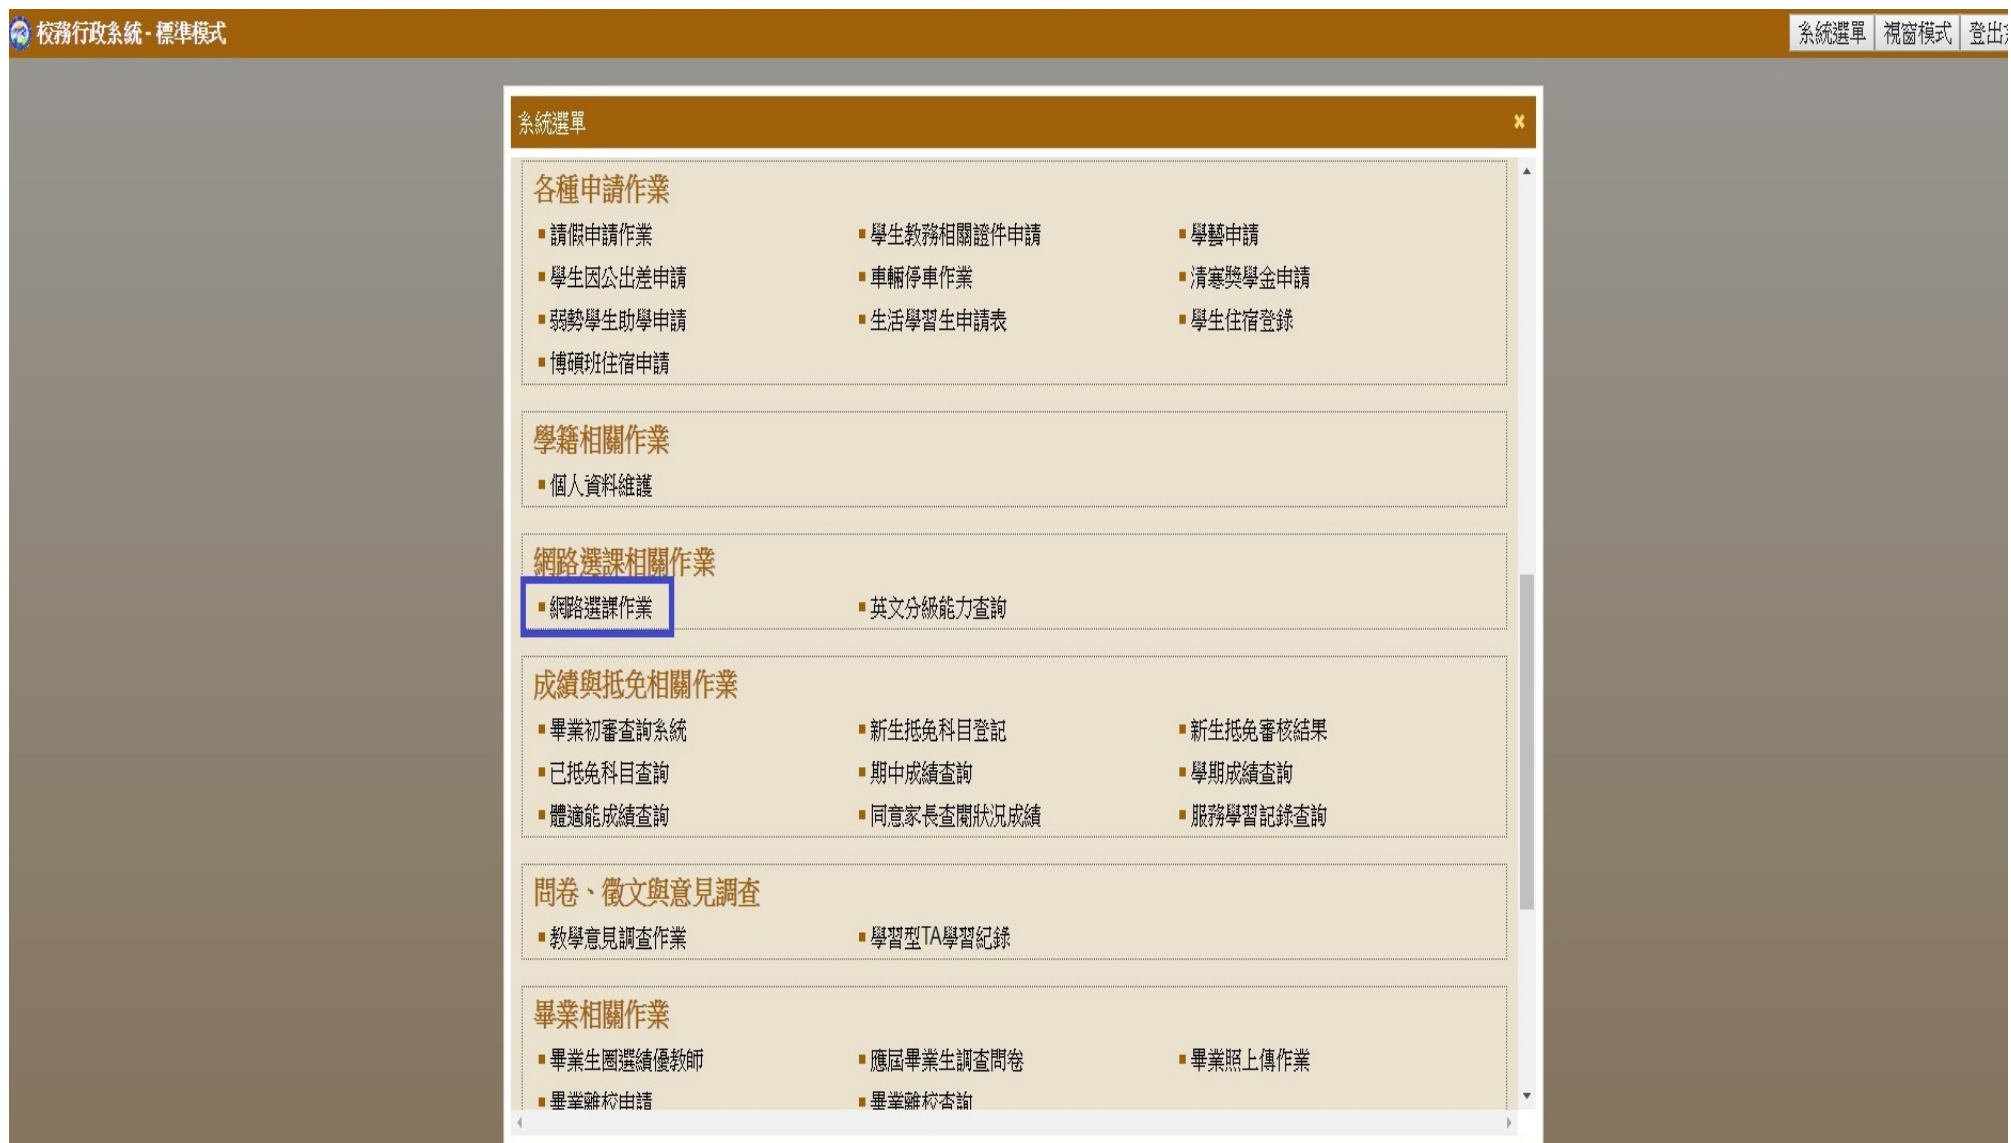 校務行政系統 - 標準模式
系統選單 視窗模式 登出
系統選單
各種申請作業
請假申請作業 學生教務相關證件申請 學藝申請
學生因公出差申請 車輛停車作業 清寒獎學金申請
弱勢學生助學申請 生活學習生申請表 學生住宿登錄
博碩班住宿申請
學籍相關作業
個人資料維護
網路選課相關作業
網路選課作業 英文分級能力查詢
成績與抵免相關作業
畢業初審查詢系統 新生抵免科目登記 新生抵免審核結果
已抵免科目查詢 期中成績查詢 學期成績查詢
體適能成績查詢 同意家長查閱狀況成績 服務學習記錄查詢
問卷、徵文與意見調查
教學意見調查作業 學習型TA學習紀錄
畢業相關作業
畢業生圈選績優教師 應屆畢業生調查問卷 畢業照上傳作業
畢業離校申請 畢業離校查詢